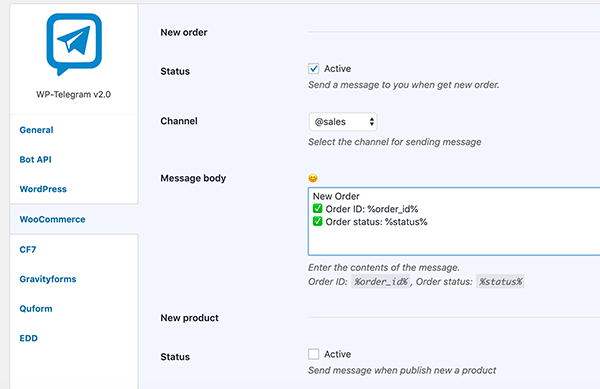 WP-Telegram v2.0
General
Bot API
WordPress
WooCommerce
CF7
Gravityforms
Quform
EDD
New order
Status
Active
Send a message to you when get new order.
Channel
@sales
Select the channel for sending message
Message body
😊
New Order
✅ Order ID: %order_id%
✅ Order status: %status%
Enter the contents of the message.
Order ID: %order_id%, Order status: %status%
New product
Status
Active
Send message when publish new a product